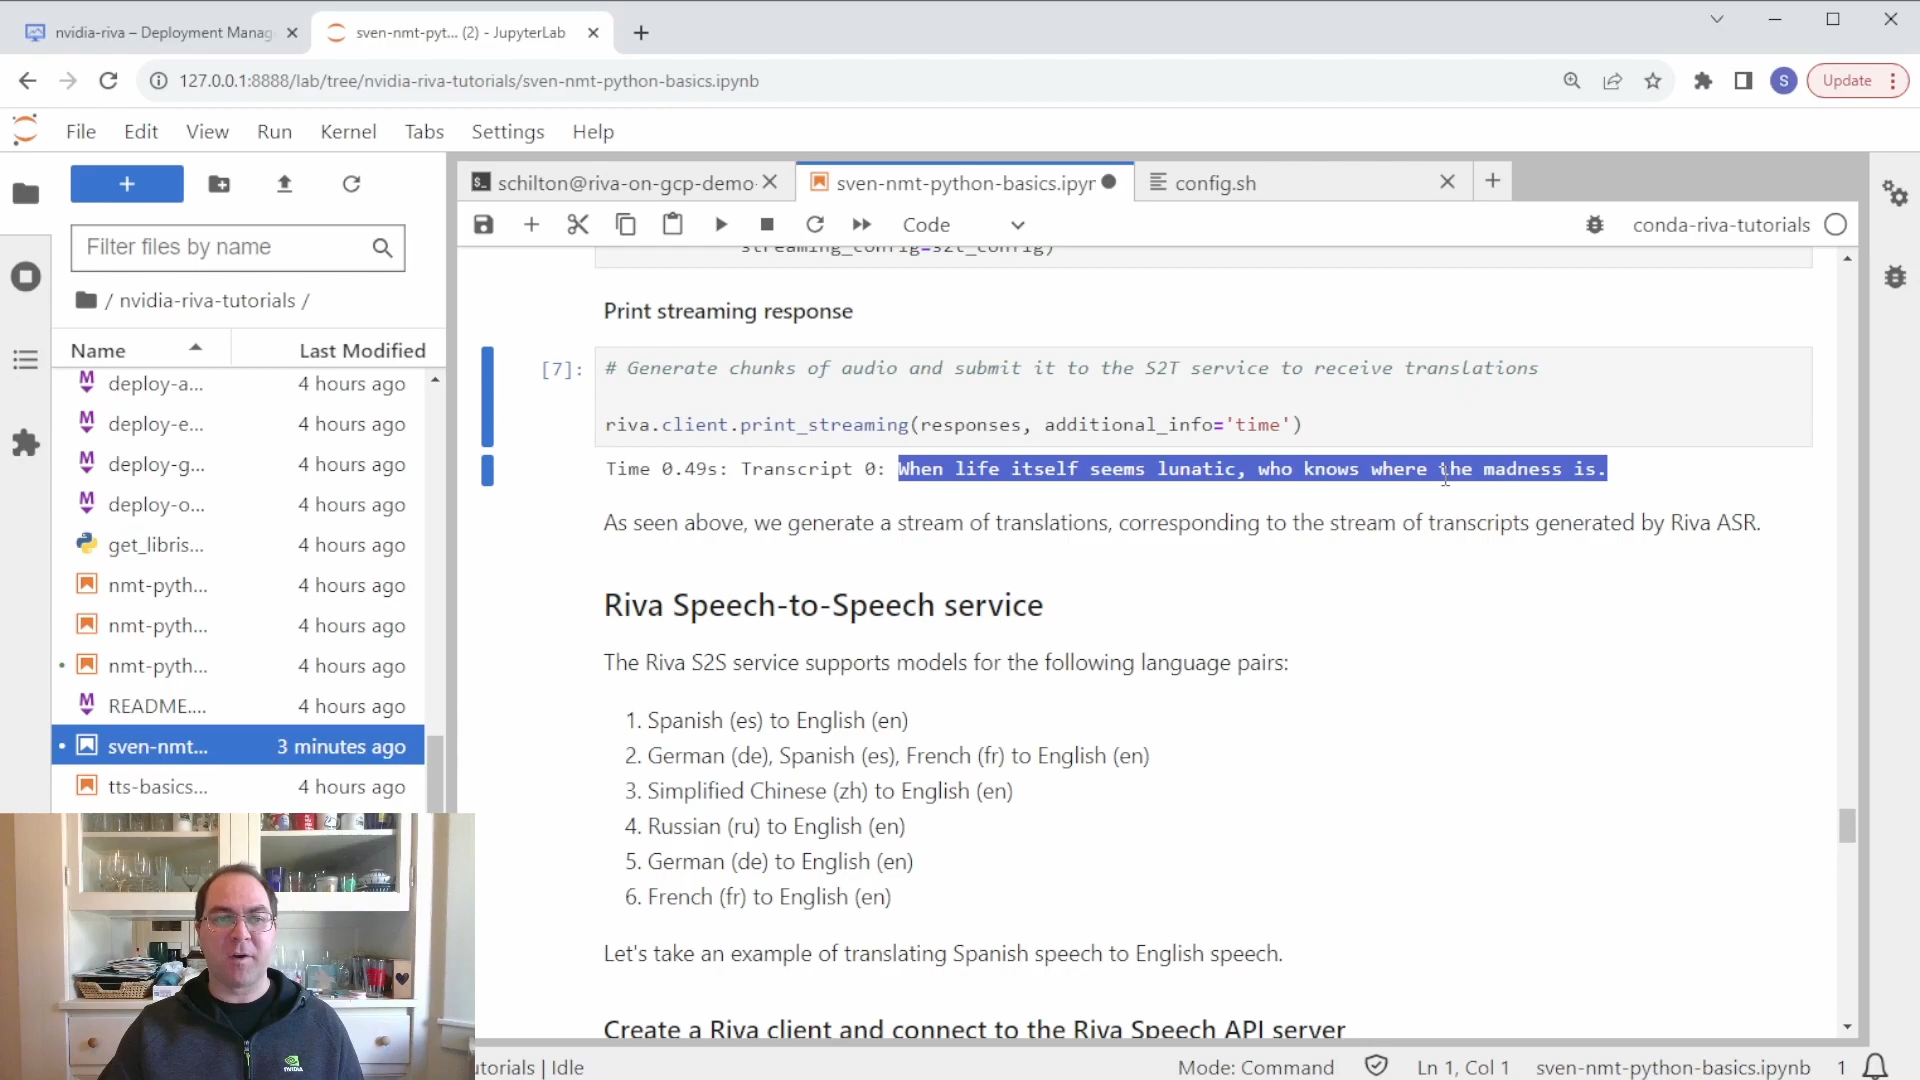 nvidia-riva – Deployment Manag
sven-nmt-pyt... (2) - JupyterLab
127.0.0.1:8888/lab/tree/nvidia-riva-tutorials/sven-nmt-python-basics.ipynb
S
Update
File Edit View Run Kernel Tabs Settings Help
schilton@riva-on-gcp-demo-
sven-nmt-python-basics.ipyr
config.sh
Code
conda-riva-tutorials
Filter files by name
/ nvidia-riva-tutorials /
Name Last Modified
deploy-a... 4 hours ago
deploy-e... 4 hours ago
deploy-g... 4 hours ago
deploy-o... 4 hours ago
get_libris... 4 hours ago
nmt-pyth... 4 hours ago
nmt-pyth... 4 hours ago
nmt-pyth... 4 hours ago
README.... 4 hours ago
sven-nmt... 3 minutes ago
tts-basics... 4 hours ago
streaming_config=s2t_config)
Print streaming response
[7]: # Generate chunks of audio and submit it to the S2T service to receive translations
riva.client.print_streaming(responses, additional_info='time')
Time 0.49s: Transcript 0: When life itself seems lunatic, who knows where the madness is.
As seen above, we generate a stream of translations, corresponding to the stream of transcripts generated by Riva ASR.
Riva Speech-to-Speech service
The Riva S2S service supports models for the following language pairs:
1. Spanish (es) to English (en)
2. German (de), Spanish (es), French (fr) to English (en)
3. Simplified Chinese (zh) to English (en)
4. Russian (ru) to English (en)
5. German (de) to English (en)
6. French (fr) to English (en)
Let's take an example of translating Spanish speech to English speech.
Create a Riva client and connect to the Riva Speech API server
NVIDIA
utorials | Idle
Mode: Command
Ln 1, Col 1
sven-nmt-python-basics.ipynb
1